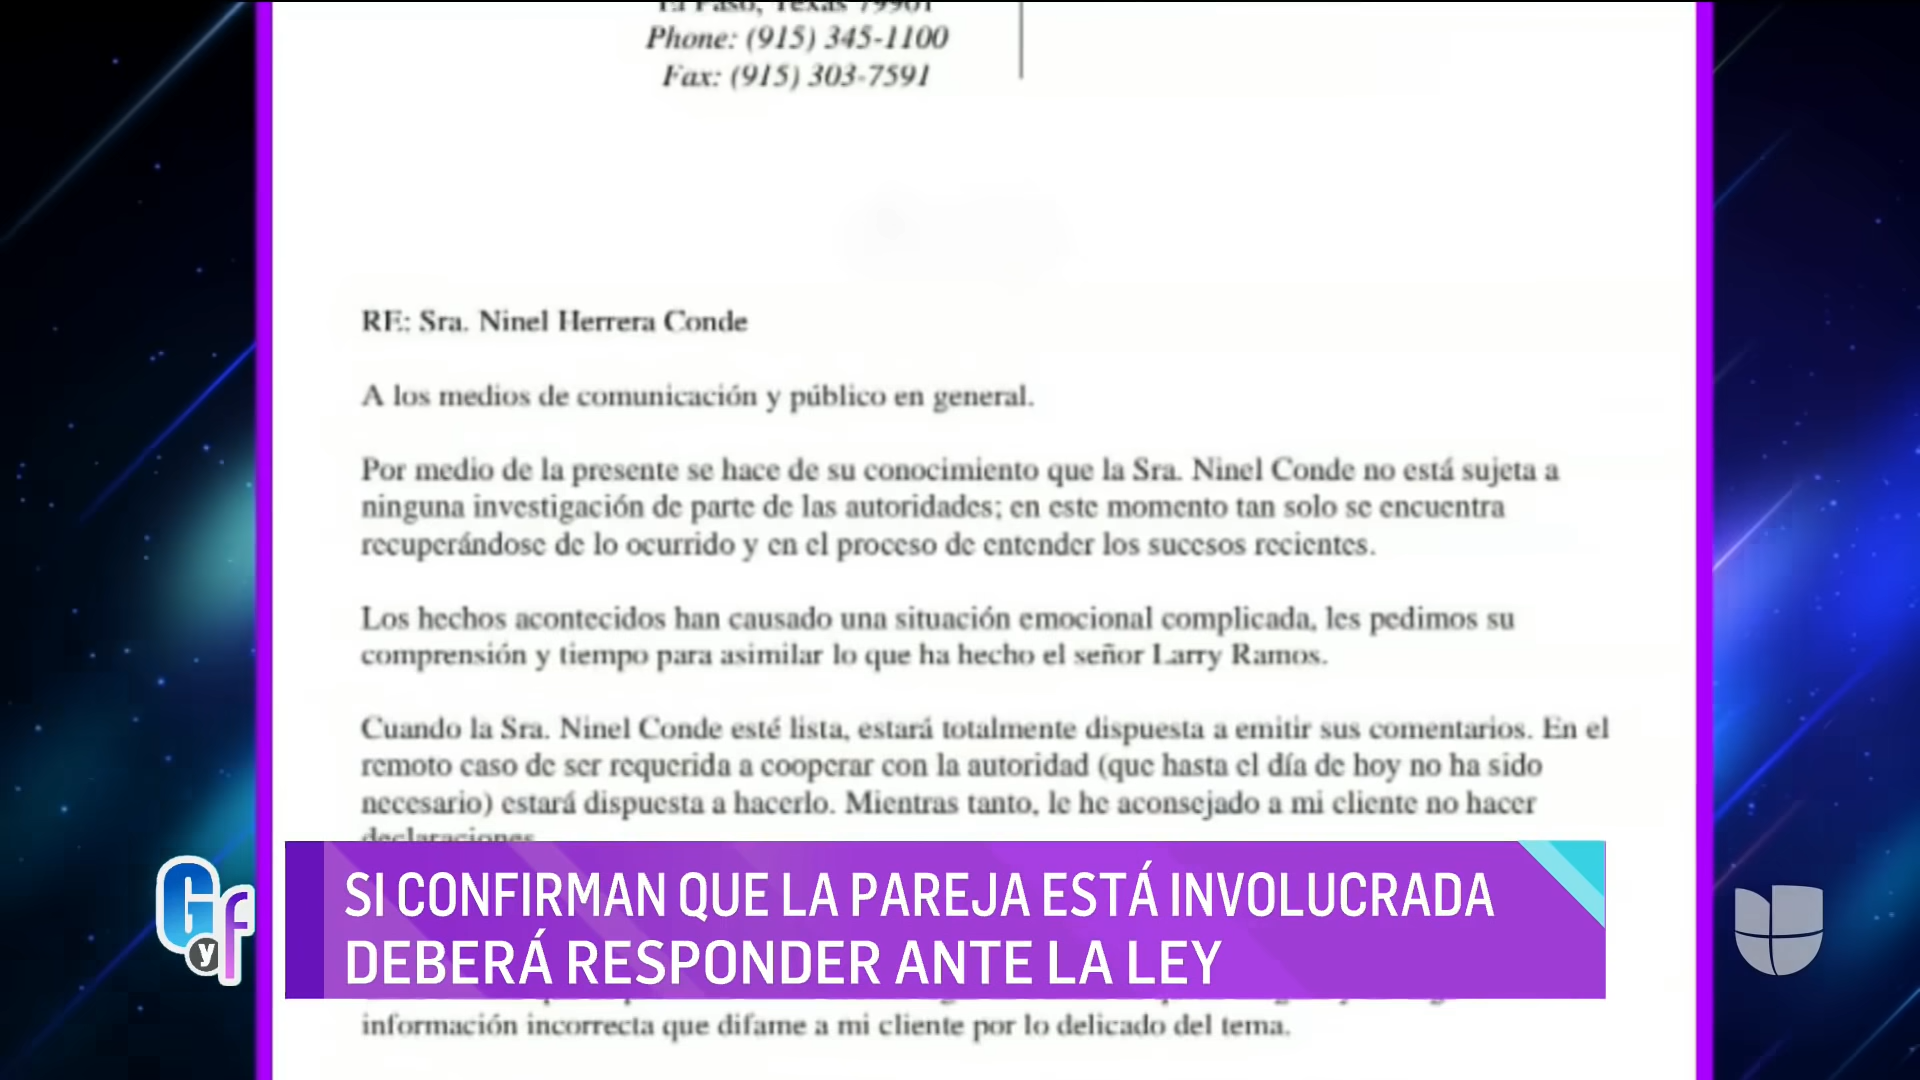 El Paso, Texas 79901
Phone: (915) 345-1100
Fax: (915) 303-7591
RE: Sra. Ninel Herrera Conde
A los medios de comunicación y público en general.
Por medio de la presente se hace de su conocimiento que la Sra. Ninel Conde no está sujeta a
ninguna investigación de parte de las autoridades; en este momento tan solo se encuentra
recuperándose de lo ocurrido y en el proceso de entender los sucesos recientes.
Los hechos acontecidos han causado una situación emocional complicada, les pedimos su
comprensión y tiempo para asimilar lo que ha hecho el señor Larry Ramos.
Cuando la Sra. Ninel Conde esté lista, estará totalmente dispuesta a emitir sus comentarios. En el
remoto caso de ser requerida a cooperar con la autoridad (que hasta el día de hoy no ha sido
necesario) estará dispuesta a hacerlo. Mientras tanto, le he aconsejado a mi cliente no hacer
declaraciones.
GyF
SI CONFIRMAN QUE LA PAREJA ESTÁ INVOLUCRADA
DEBERÁ RESPONDER ANTE LA LEY
información incorrecta que difame a mi cliente por lo delicado del tema.